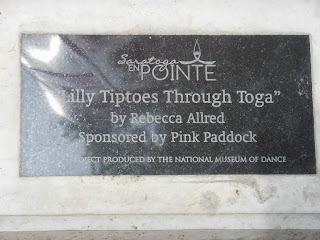 Saratoga
EN POINTE
"Lilly Tiptoes Through Toga"
by Rebecca Allred
Sponsored by Pink Paddock
PRODUCED BY THE NATIONAL MUSEUM OF DANCE